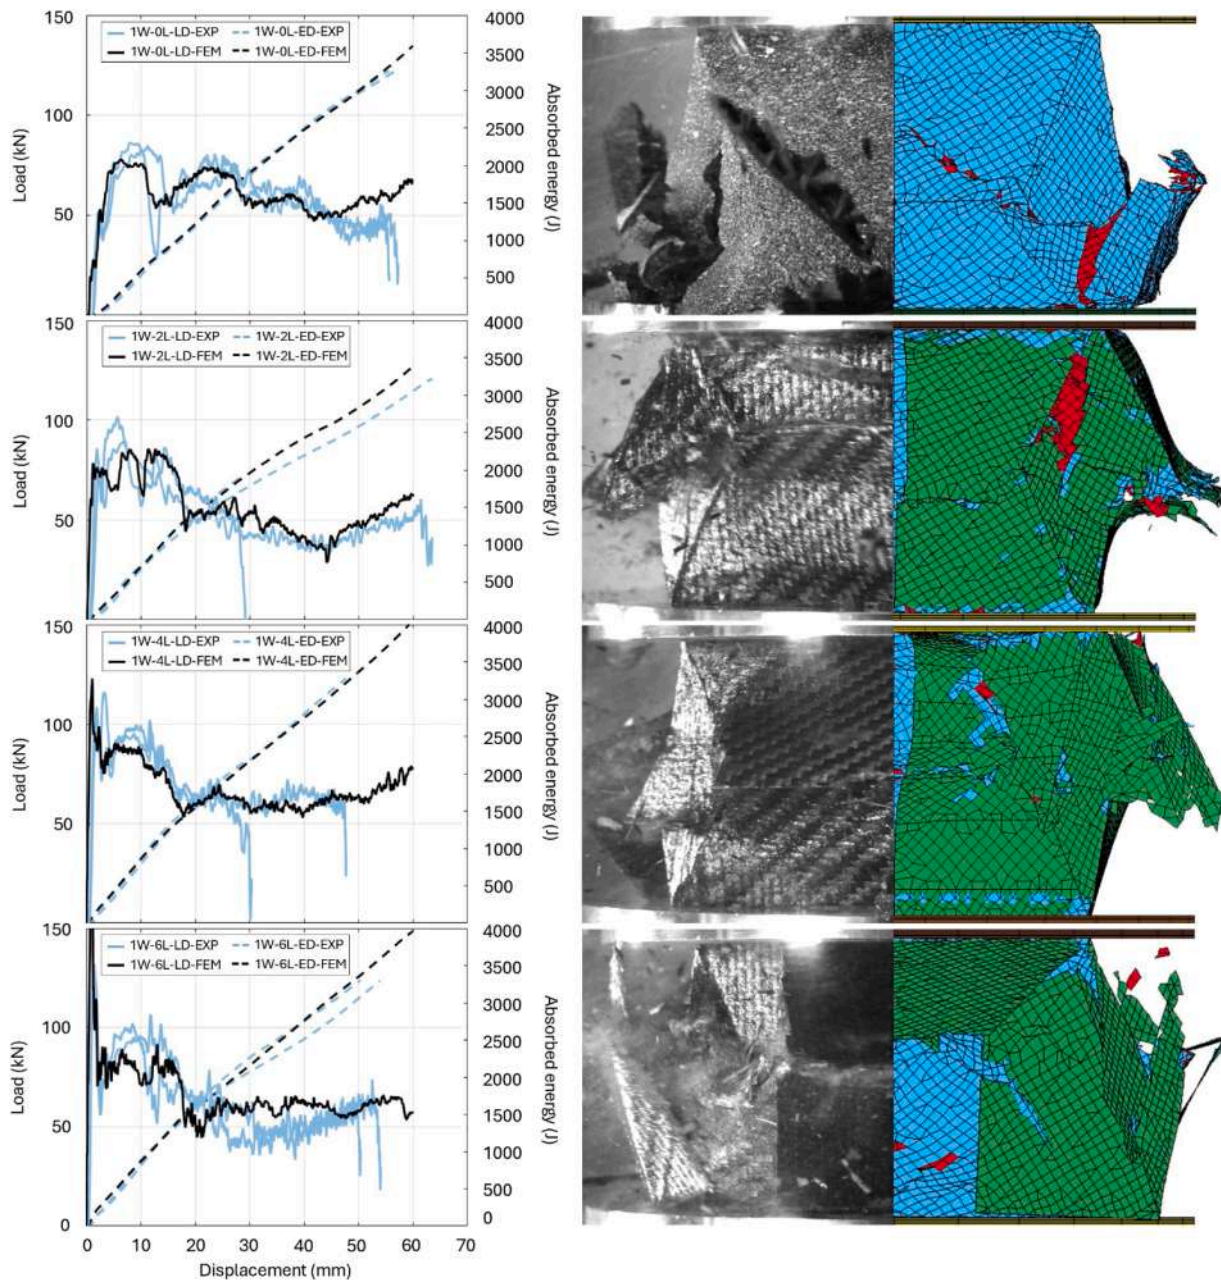 150
100
50
Load (kN)
1W-0L-LD-EXP 1W-0L-ED-EXP
1W-0L-LD-FEM 1W-0L-ED-FEM
4000
3500
3000
2500
2000
1500
1000
500
Absorbed energy (J)
150
100
50
Load (kN)
1W-2L-LD-EXP 1W-2L-ED-EXP
1W-2L-LD-FEM 1W-2L-ED-FEM
4000
3500
3000
2500
2000
1500
1000
500
Absorbed energy (J)
150
100
50
Load (kN)
1W-4L-LD-EXP 1W-4L-ED-EXP
1W-4L-LD-FEM 1W-4L-ED-FEM
4000
3500
3000
2500
2000
1500
1000
500
Absorbed energy (J)
150
100
50
0
Load (kN)
1W-6L-LD-EXP 1W-6L-ED-EXP
1W-6L-LD-FEM 1W-6L-ED-FEM
4000
3500
3000
2500
2000
1500
1000
500
0
Absorbed energy (J)
0 10 20 30 40 50 60 70
Displacement (mm)